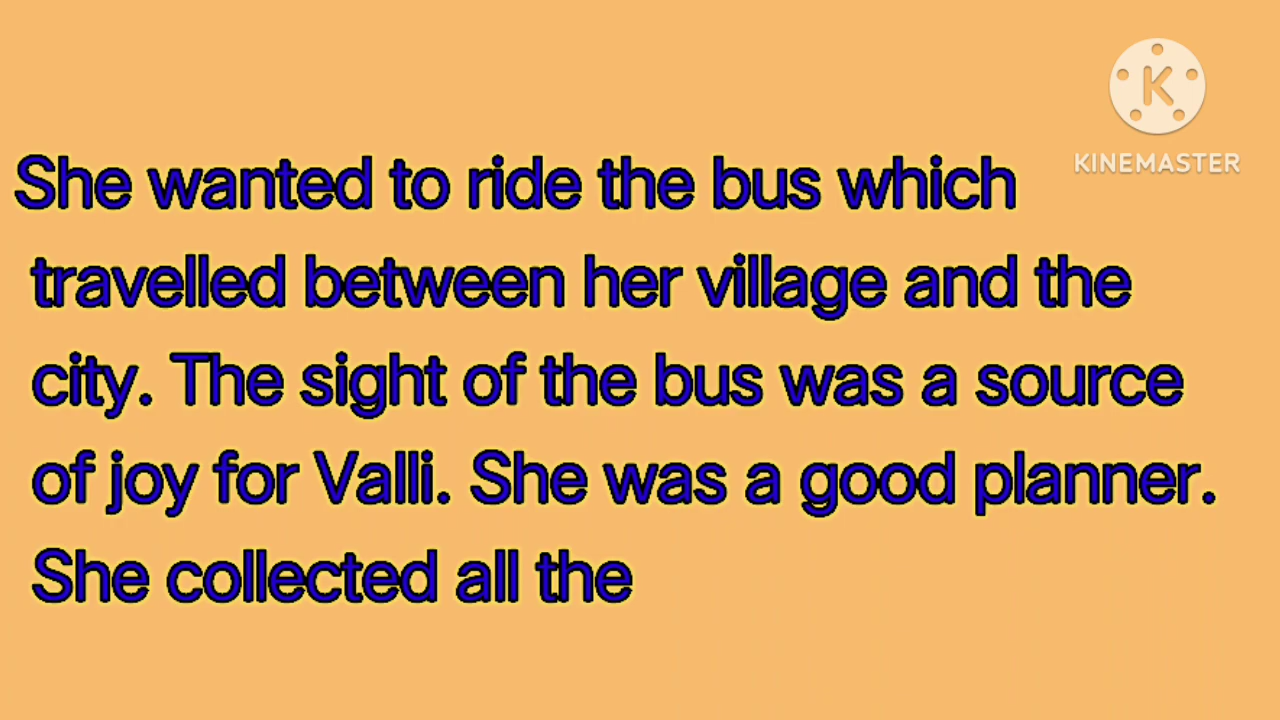 KINEMASTER
She wanted to ride the bus which
travelled between her village and the
city. The sight of the bus was a source
of joy for Valli. She was a good planner.
She collected all the